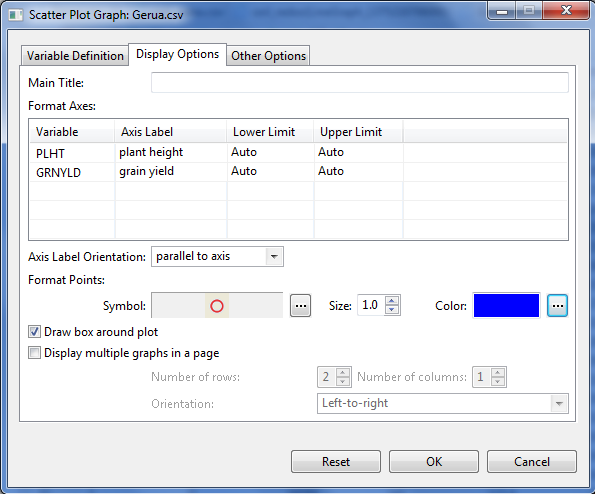 Scatter Plot Graph: Gerua.csv
Variable Definition Display Options Other Options
Main Title:
Format Axes:
Variable Axis Label Lower Limit Upper Limit
PLHT plant height Auto Auto
GRNYLD grain yield Auto Auto
Axis Label Orientation: parallel to axis
Format Points:
Symbol: ... Size: 1.0 Color: ...
Draw box around plot
Display multiple graphs in a page
Number of rows: 2 Number of columns: 1
Orientation: Left-to-right
Reset OK Cancel